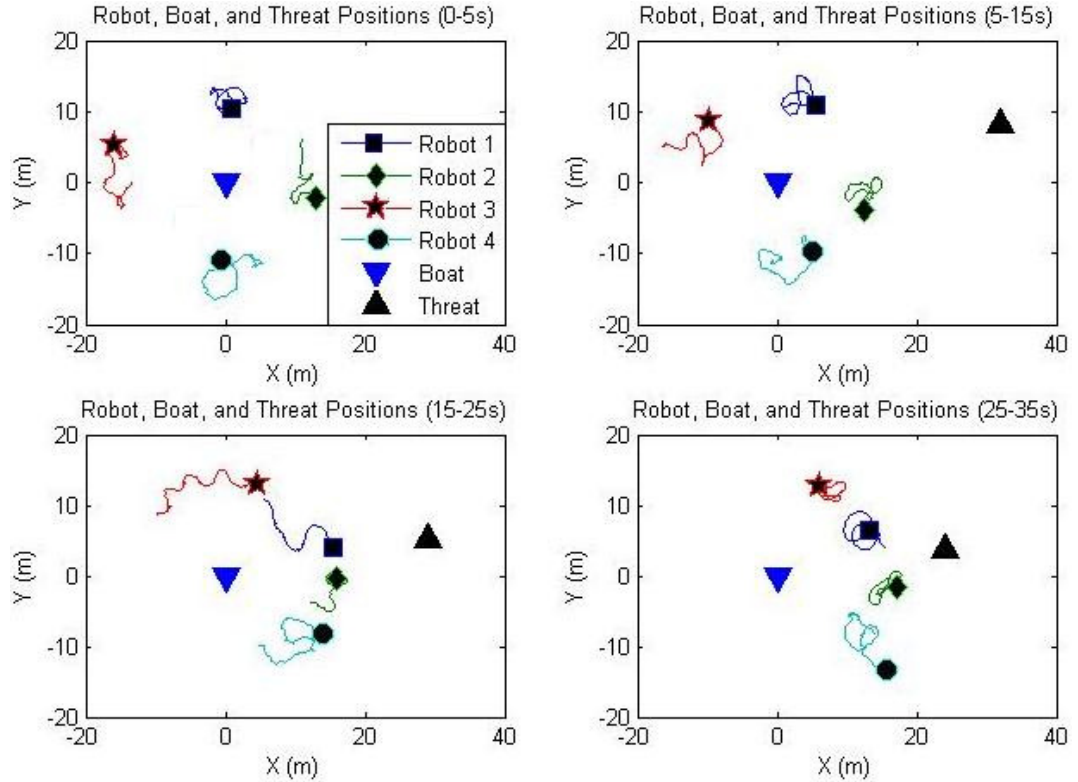 Robot, Boat, and Threat Positions (0-5s)
20
10
0
-10
-20
Y (m)
-20
0
20
40
X (m)
Robot 1
Robot 2
Robot 3
Robot 4
Boat
Threat
Robot, Boat, and Threat Positions (5-15s)
20
10
0
-10
-20
Y (m)
-20
0
20
40
X (m)
Robot, Boat, and Threat Positions (15-25s)
20
10
0
-10
-20
Y (m)
-20
0
20
40
X (m)
Robot, Boat, and Threat Positions (25-35s)
20
10
0
-10
-20
Y (m)
-20
0
20
40
X (m)